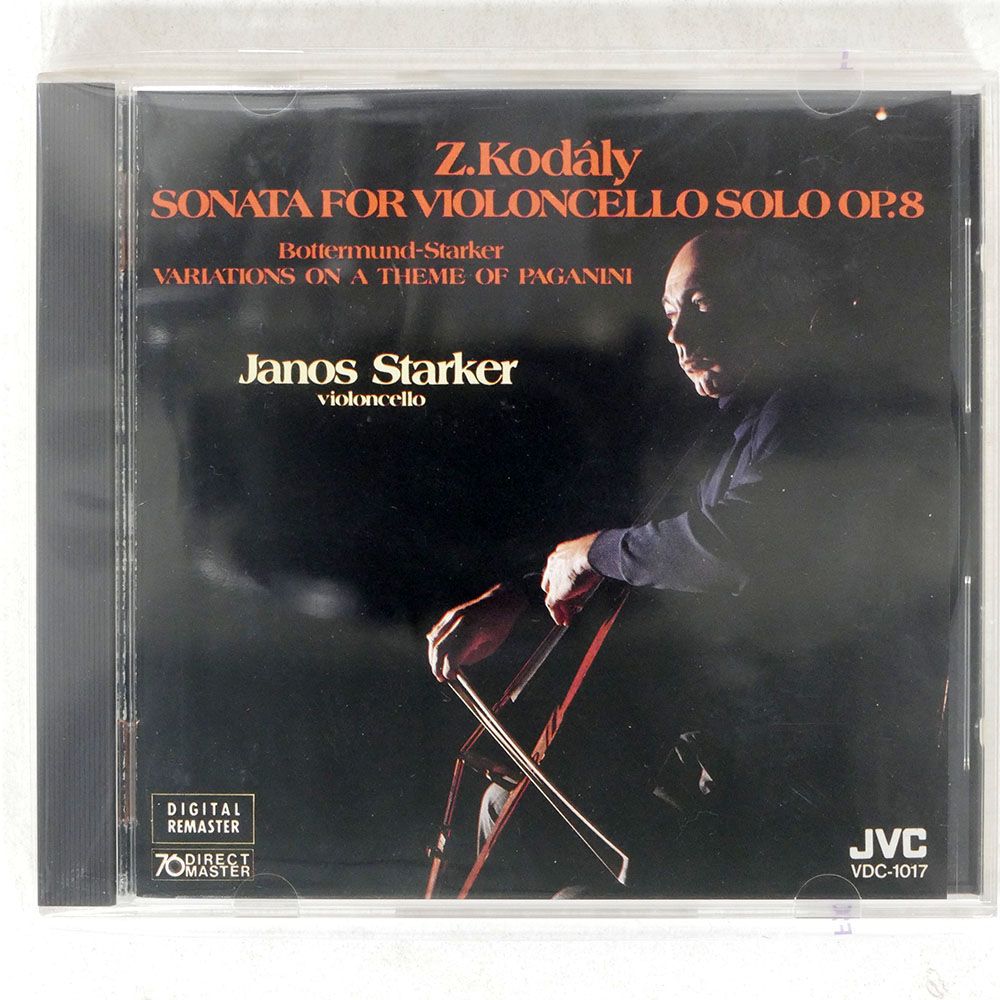 Z.Kodály
SONATA FOR VIOLONCELLO SOLO OP.8
Bottermund-Starker
VARIATIONS ON A THEME OF PAGANINI
Janos Starker
violoncello
DIGITAL
REMASTER
76 DIRECT
MASTER
JVC
VDC-1017